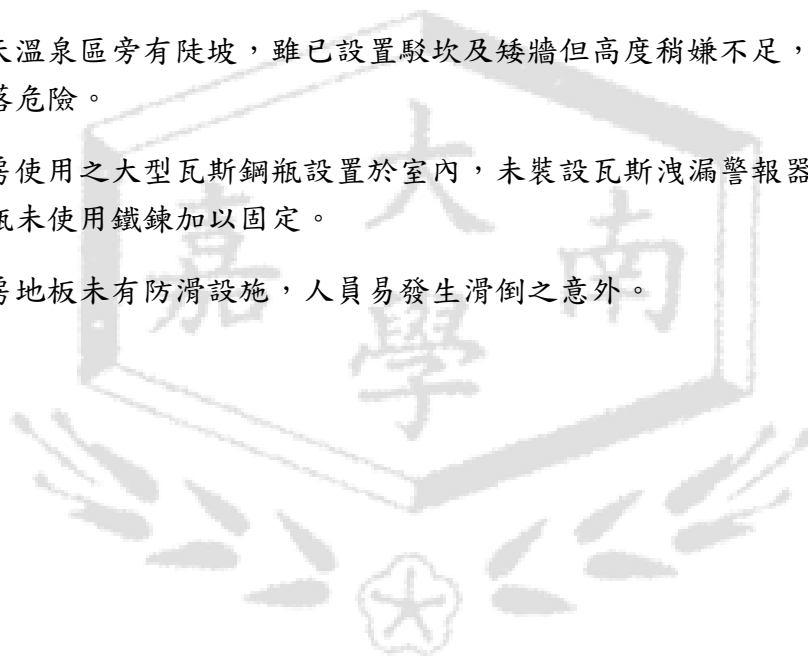 天溫泉區旁有陡坡，雖已設置駁坎及矮牆但高度稍嫌不足，
落危險。
房使用之大型瓦斯鋼瓶設置於室內，未裝設瓦斯洩漏警報器
瓶未使用鐵鍊加以固定。
房地板未有防滑設施，人員易發生滑倒之意外。
大
嘉 南
學